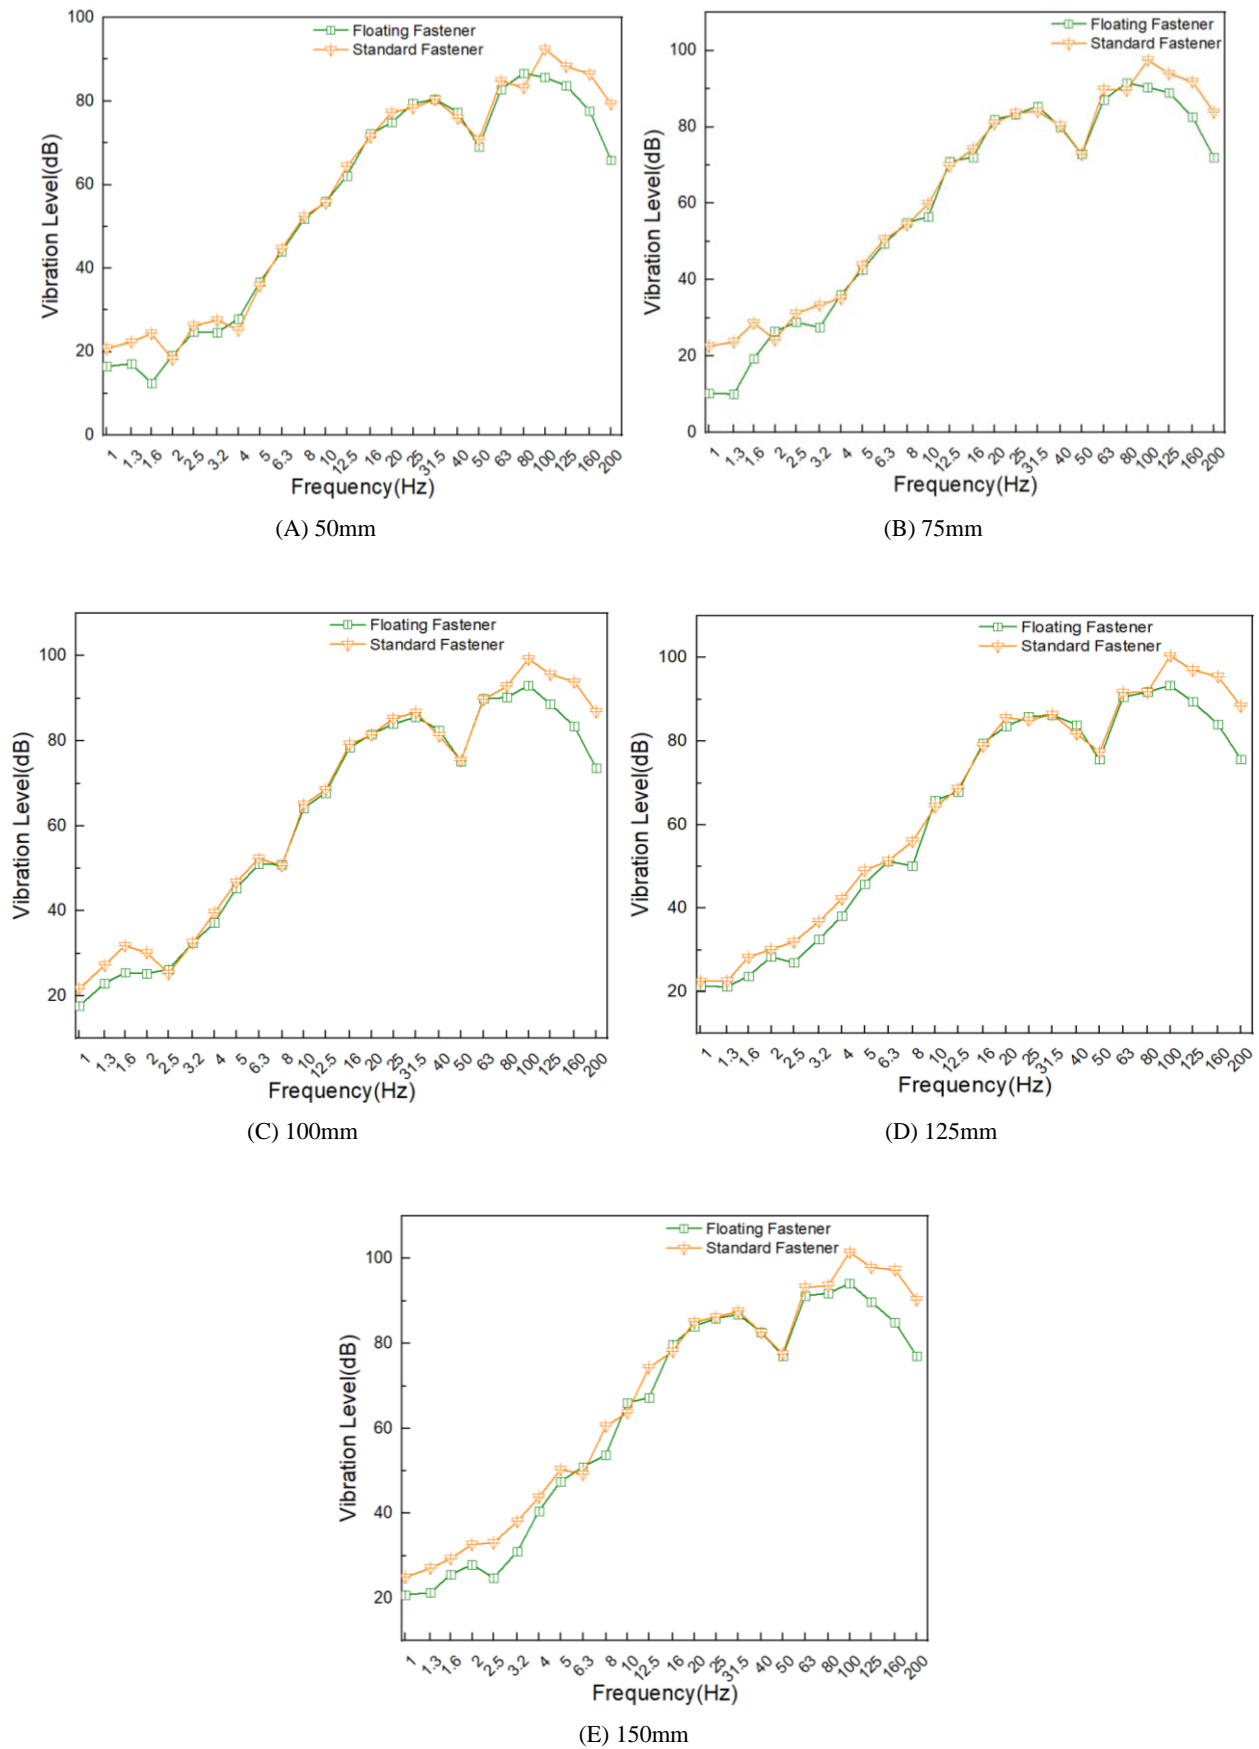 Floating Fastener
Standard Fastener
100
80
60
40
20
0
Vibration Level(dB)
1 1.3 1.6 2 2.5 3.2 4 5 6.3 8 10 12.5 16 20 25 31.5 40 50 63 80 100 125 160 200
Frequency(Hz)
(A) 50mm
Floating Fastener
Standard Fastener
100
80
60
40
20
0
Vibration Level(dB)
1 1.3 1.6 2 2.5 3.2 4 5 6.3 8 10 12.5 16 20 25 31.5 40 50 63 80 100 125 160 200
Frequency(Hz)
(B) 75mm
Floating Fastener
Standard Fastener
100
80
60
40
20
Vibration Level(dB)
1 1.3 1.6 2 2.5 3.2 4 5 6.3 8 10 12.5 16 20 25 31.5 40 50 63 80 100 125 160 200
Frequency(Hz)
(C) 100mm
Floating Fastener
Standard Fastener
100
80
60
40
20
Vibration Level(dB)
1 1.3 1.6 2 2.5 3.2 4 5 6.3 8 10 12.5 16 20 25 31.5 40 50 63 80 100 125 160 200
Frequency(Hz)
(D) 125mm
Floating Fastener
Standard Fastener
100
80
60
40
20
Vibration Level(dB)
1 1.3 1.6 2 2.5 3.2 4 5 6.3 8 10 12.5 16 20 25 31.5 40 50 63 80 100 125 160 200
Frequency(Hz)
(E) 150mm